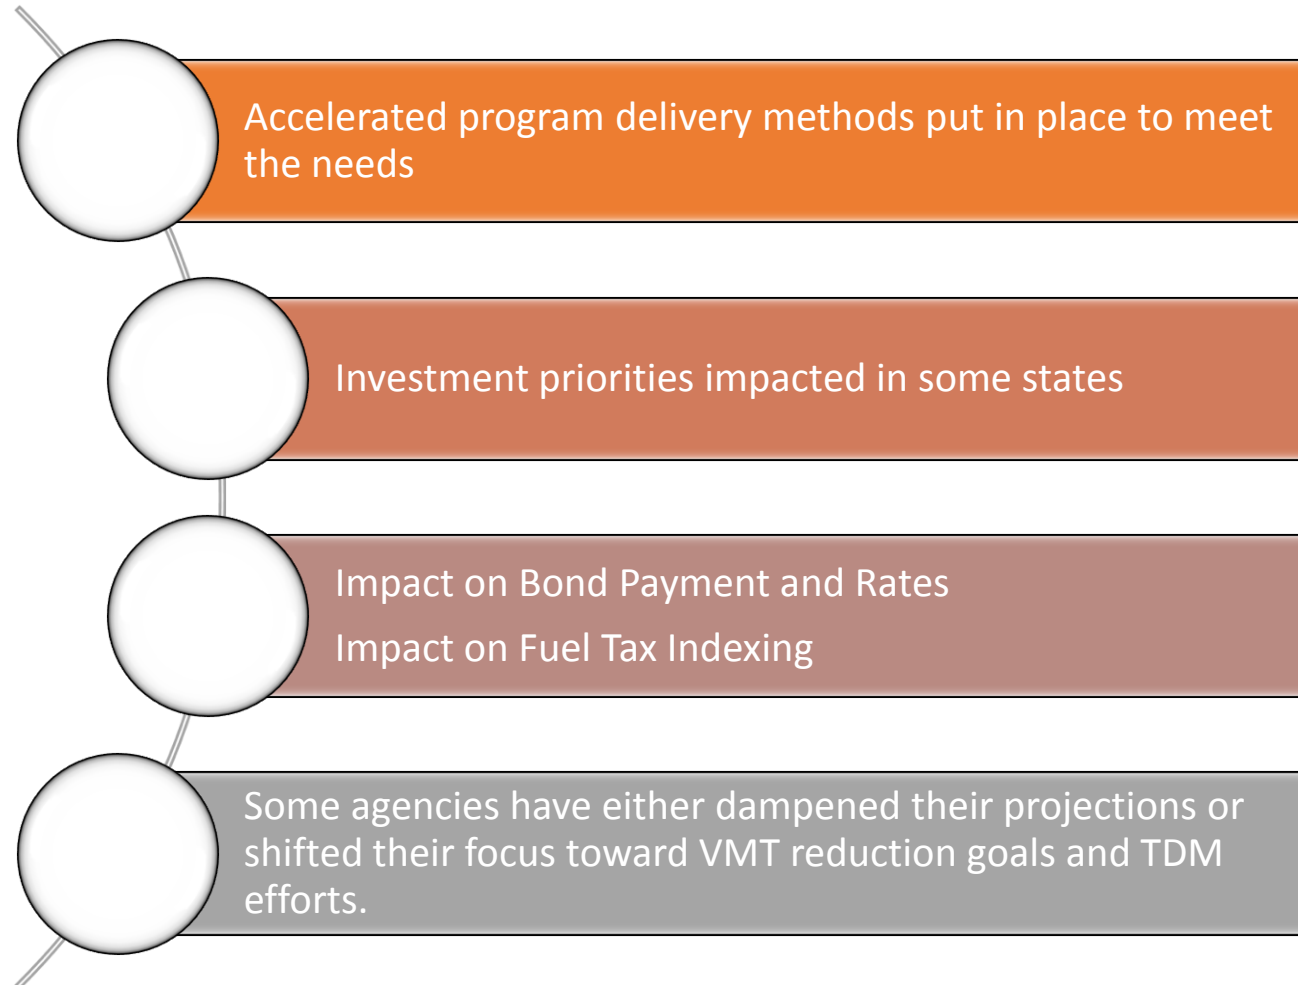 Accelerated program delivery methods put in place to meet
the needs
Investment priorities impacted in some states
Impact on Bond Payment and Rates
Impact on Fuel Tax Indexing
Some agencies have either dampened their projections or
shifted their focus toward VMT reduction goals and TDM
efforts.